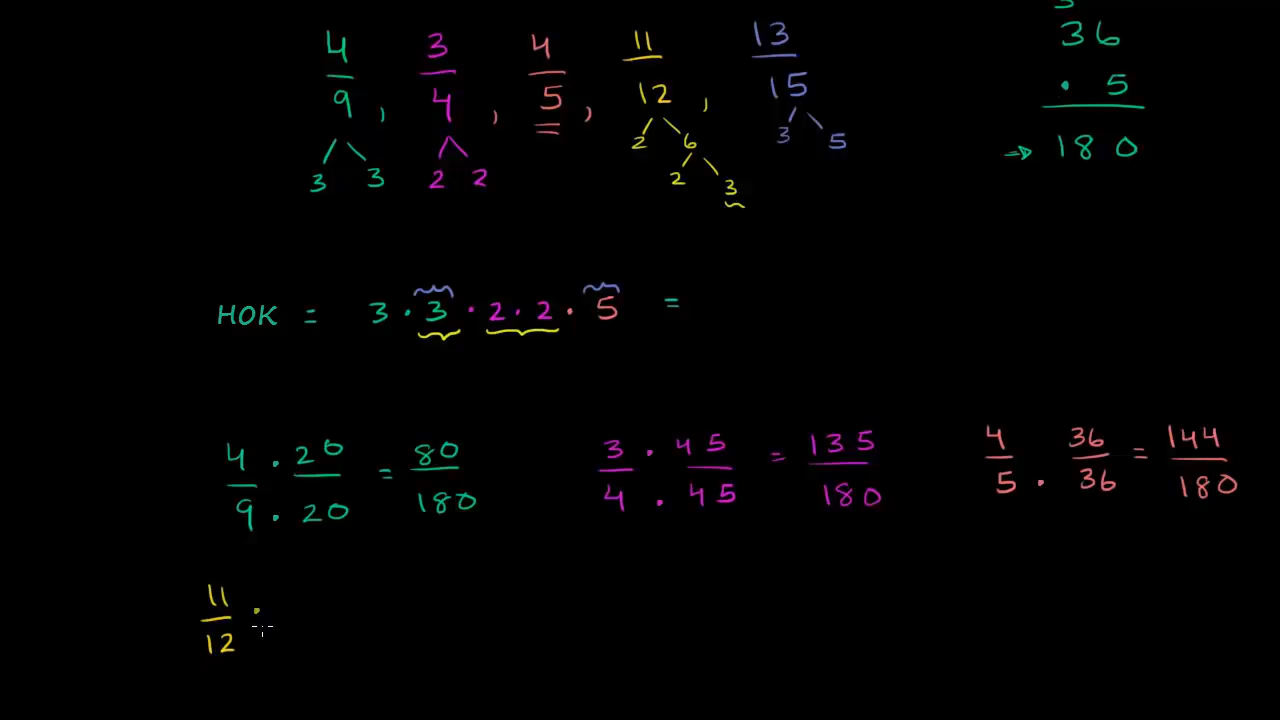 4/9, 3/4, 4/5, 11/12, 13/15
3 3 2 2 2 6 3 5
2 3
36
· 5
⇒ 180
НОК = 3 · 3 · 2 · 2 · 5 =
4/9 · 20/20 = 80/180
3/4 · 45/45 = 135/180
4/5 · 36/36 = 144/180
11/12 ·